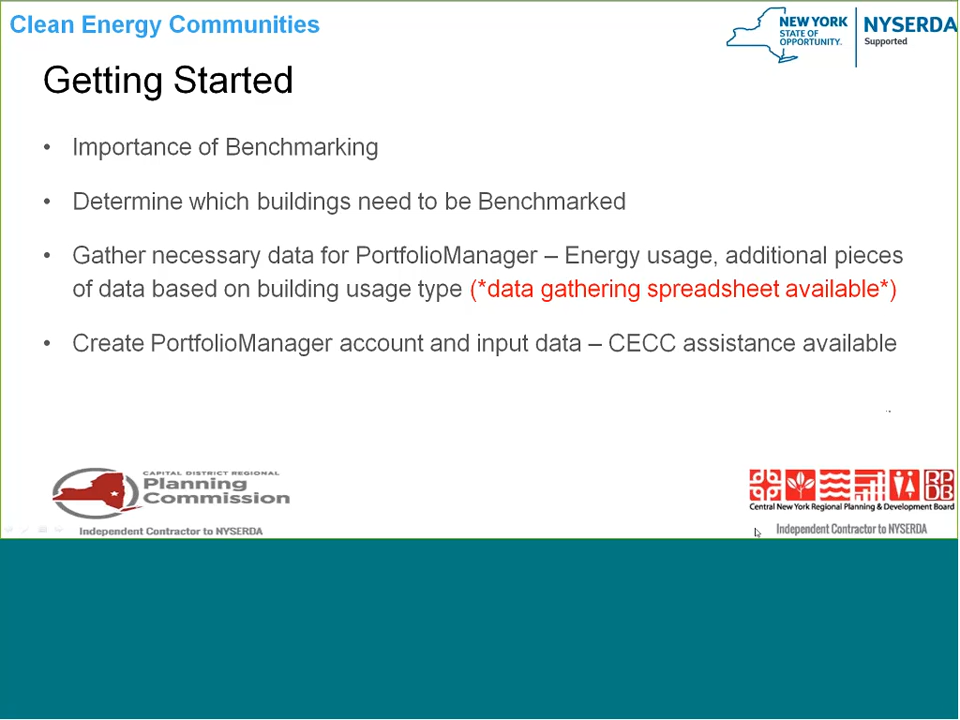 Clean Energy Communities
NEW YORK
STATE OF
OPPORTUNITY.
NYSERDA
Supported
Getting Started
• Importance of Benchmarking
• Determine which buildings need to be Benchmarked
• Gather necessary data for PortfolioManager – Energy usage, additional pieces
of data based on building usage type (*data gathering spreadsheet available*)
• Create PortfolioManager account and input data – CECC assistance available
CAPITAL DISTRICT REGIONAL
Planning
Commission
Independent Contractor to NYSERDA
RP
DB
Central New York Regional Planning & Development Board
Independent Contractor to NYSERDA